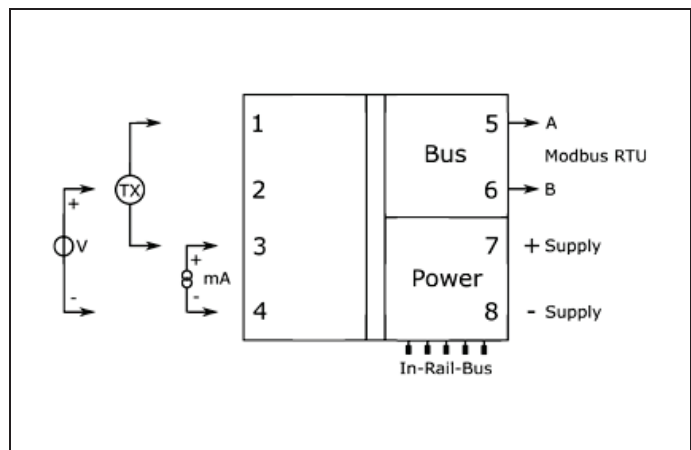 1
5
A
Bus
Modbus RTU
TX
2
6
B
+
V
3
7
+ Supply
+
mA
Power
-
-
4
8
- Supply
In-Rail-Bus